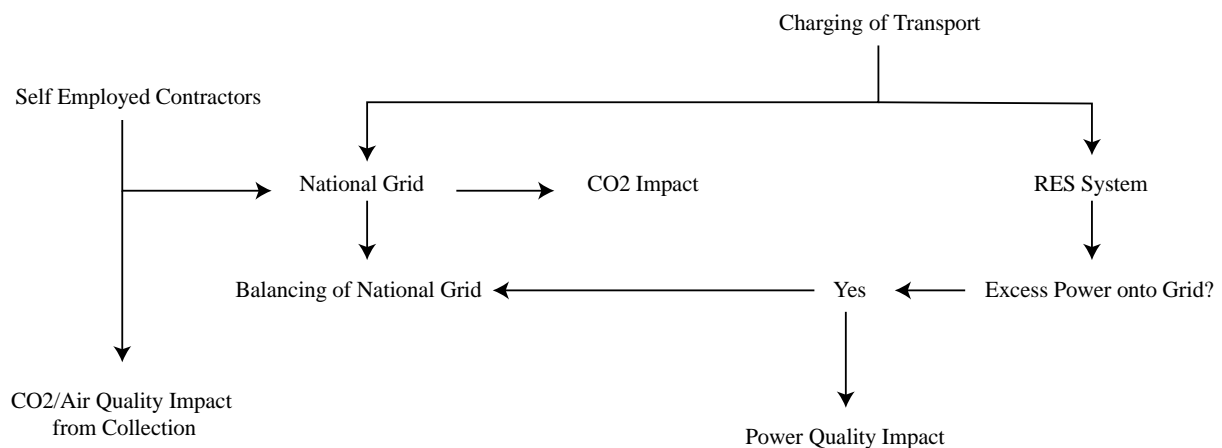 Charging of Transport
Self Employed Contractors
National Grid
CO2 Impact
RES System
Balancing of National Grid
Yes
Excess Power onto Grid?
CO2/Air Quality Impact
from Collection
Power Quality Impact